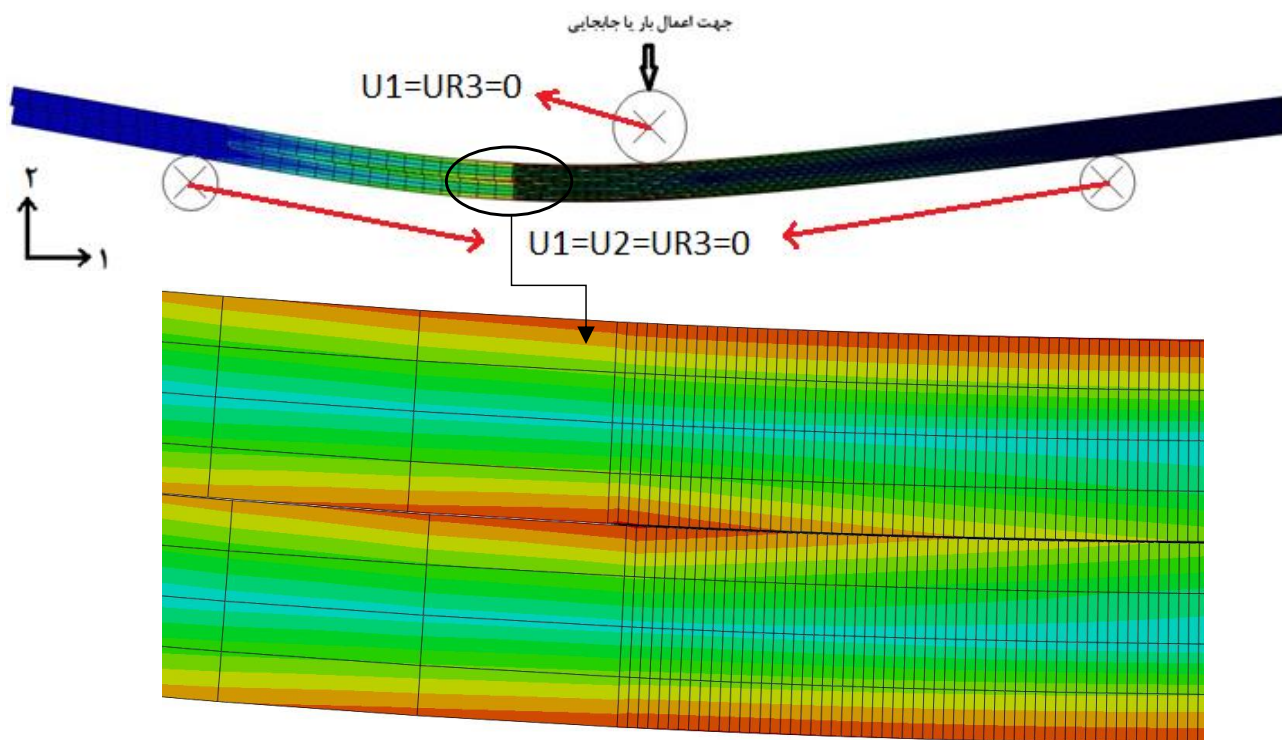 جهت اعمال بار یا جابجایی
U1=UR3=0
۲
۱
U1=U2=UR3=0